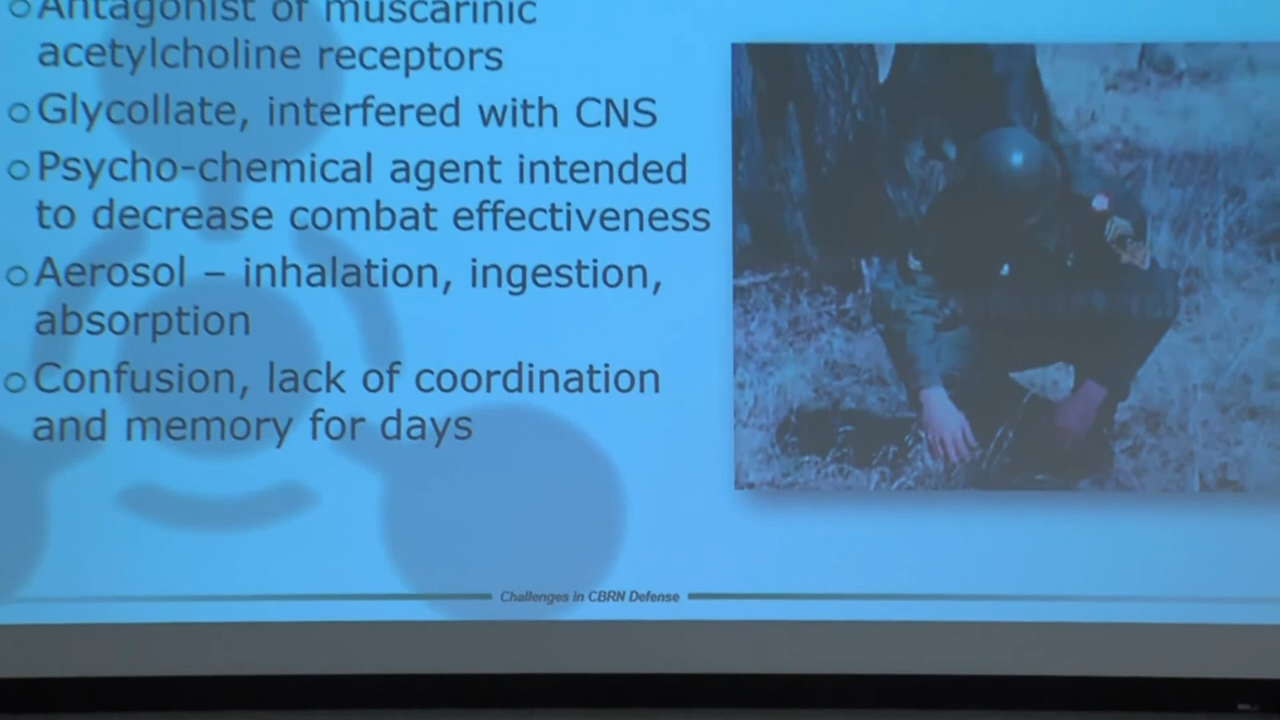 Antagonist of muscarinic
acetylcholine receptors
Glycollate, interfered with CNS
Psycho-chemical agent intended
to decrease combat effectiveness
Aerosol – inhalation, ingestion,
absorption
Confusion, lack of coordination
and memory for days
Challenges in CBRN Defense